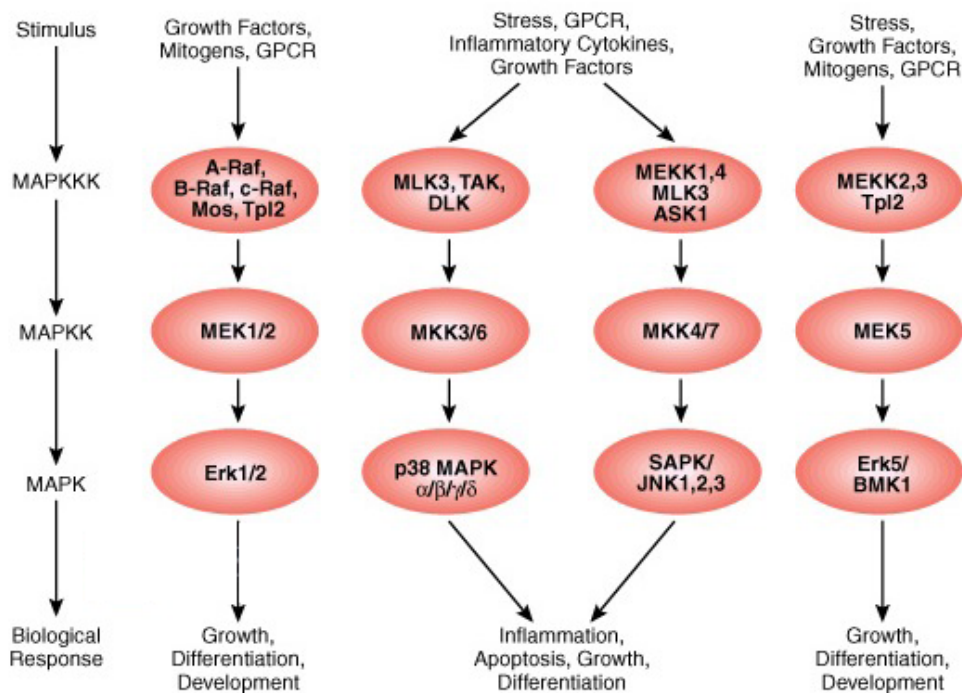 Stimulus
Growth Factors,
Mitogens, GPCR
Stress, GPCR,
Inflammatory Cytokines,
Growth Factors
Stress,
Growth Factors,
Mitogens, GPCR
MAPKKK
A-Raf,
B-Raf, c-Raf,
Mos, Tpl2
MLK3, TAK,
DLK
MEKK1,4
MLK3
ASK1
MEKK2,3
Tpl2
MAPKK
MEK1/2
MKK3/6
MKK4/7
MEK5
MAPK
Erk1/2
p38 MAPK
α/β/γ/δ
SAPK/
JNK1,2,3
Erk5/
BMK1
Biological
Response
Growth,
Differentiation,
Development
Inflammation,
Apoptosis, Growth,
Differentiation
Growth,
Differentiation,
Development